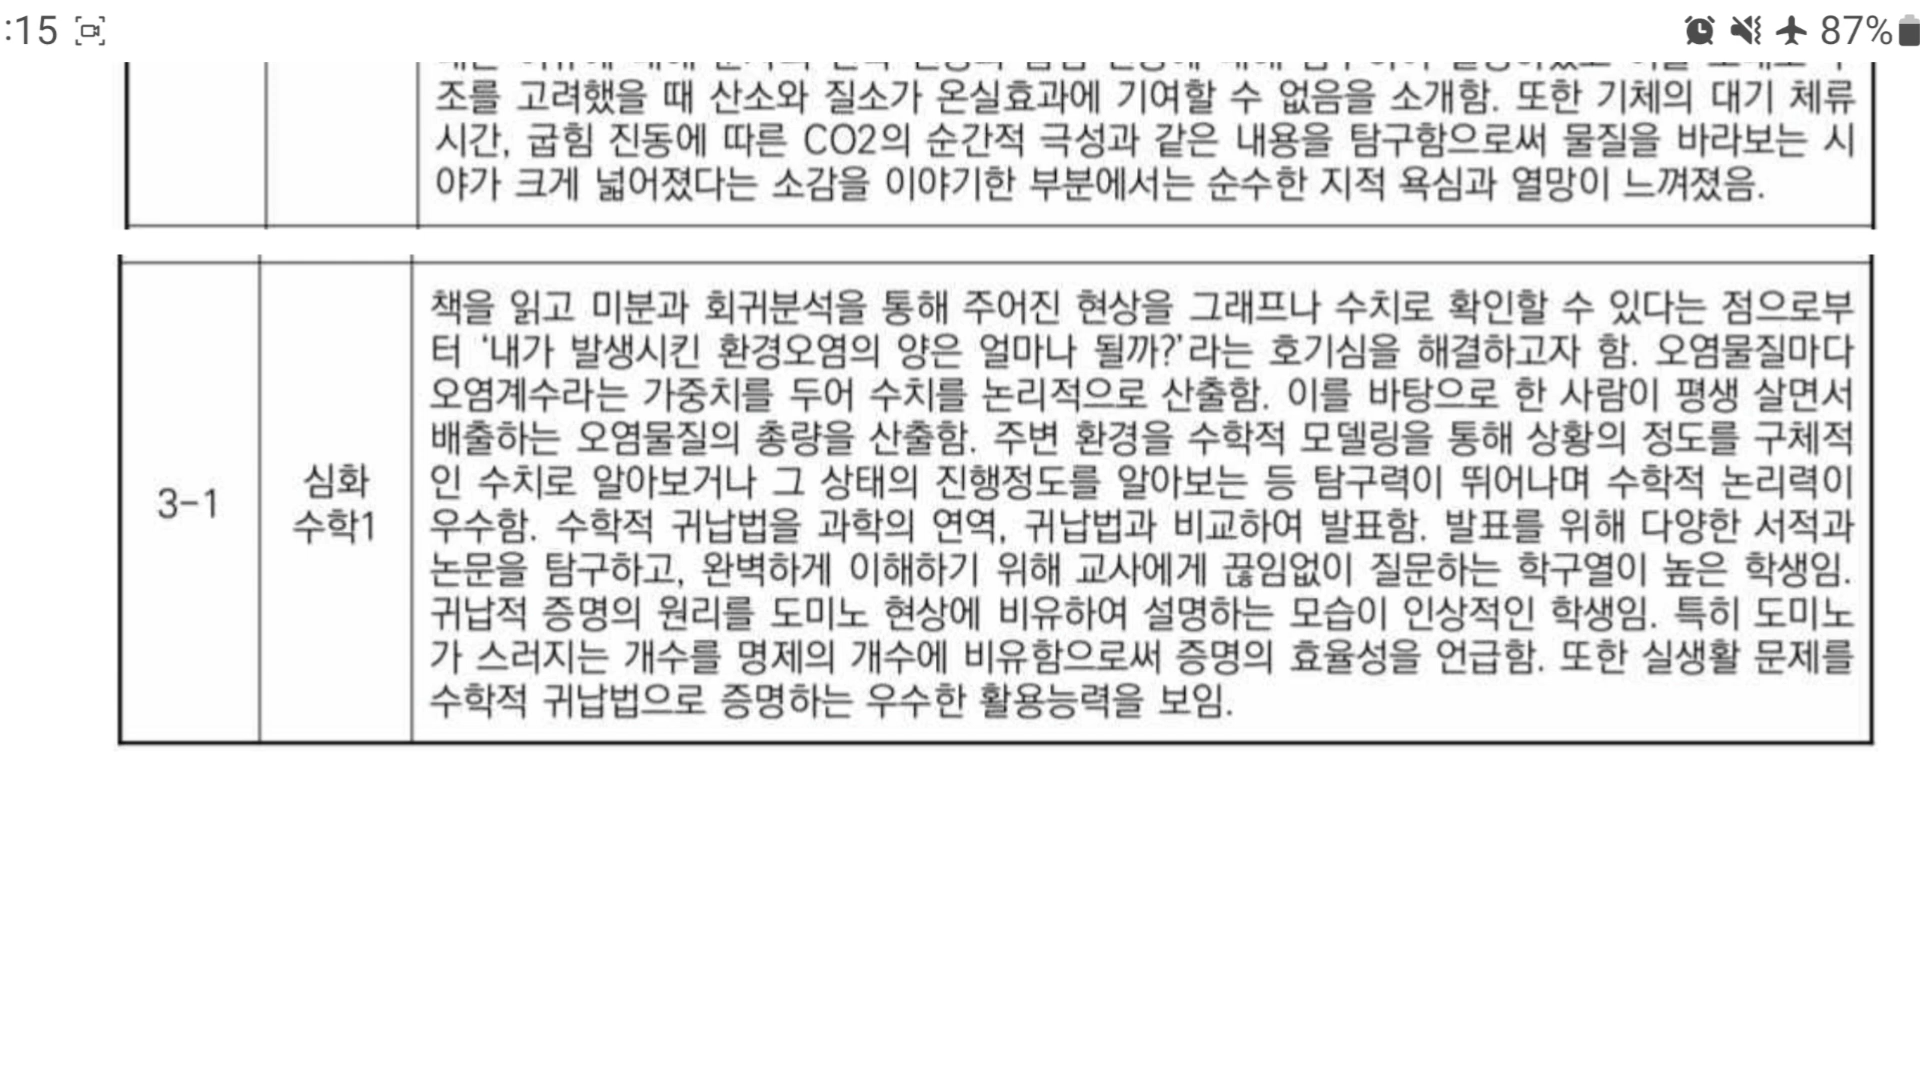 :15
87%
조를 고려했을 때 산소와 질소가 온실효과에 기여할 수 없음을 소개함. 또한 기체의 대기 체류
시간, 굽힘 진동에 따른 CO2의 순간적 극성과 같은 내용을 탐구함으로써 물질을 바라보는 시
야가 크게 넓어졌다는 소감을 이야기한 부분에서는 순수한 지적 욕심과 열망이 느껴졌음.
3-1
심화
수학1
책을 읽고 미분과 회귀분석을 통해 주어진 현상을 그래프나 수치로 확인할 수 있다는 점으로부
터 '내가 발생시킨 환경오염의 양은 얼마나 될까?'라는 호기심을 해결하고자 함. 오염물질마다
오염계수라는 가중치를 두어 수치를 논리적으로 산출함. 이를 바탕으로 한 사람이 평생 살면서
배출하는 오염물질의 총량을 산출함. 주변 환경을 수학적 모델링을 통해 상황의 정도를 구체적
인 수치로 알아보거나 그 상태의 진행정도를 알아보는 등 탐구력이 뛰어나며 수학적 논리력이
우수함. 수학적 귀납법을 과학의 연역, 귀납법과 비교하여 발표함. 발표를 위해 다양한 서적과
논문을 탐구하고, 완벽하게 이해하기 위해 교사에게 끊임없이 질문하는 학구열이 높은 학생임.
귀납적 증명의 원리를 도미노 현상에 비유하여 설명하는 모습이 인상적인 학생임. 특히 도미노
가 스러지는 개수를 명제의 개수에 비유함으로써 증명의 효율성을 언급함. 또한 실생활 문제를
수학적 귀납법으로 증명하는 우수한 활용능력을 보임.